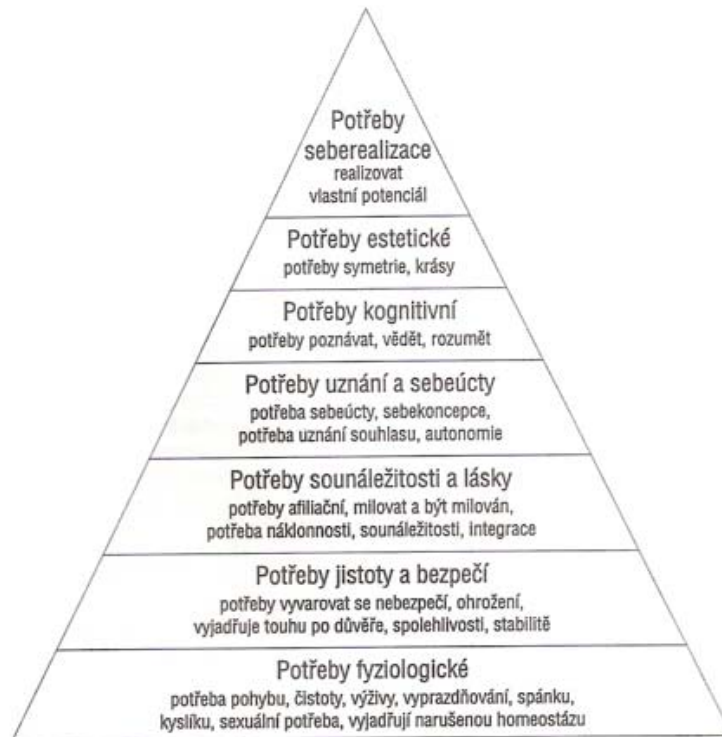 Potřeby
seberealizace
realizovat
vlastní potenciál
Potřeby estetické
potřeby symetrie, krásy
Potřeby kognitivní
potřeby poznávat, vědět, rozumět
Potřeby uznání a sebeúcty
potřeba sebeúcty, sebekoncepce,
potřeba uznání souhlasu, autonomie
Potřeby sounáležitosti a lásky
potřeby afiliační, milovat a být milován,
potřeba náklonnosti, sounáležitosti, integrace
Potřeby jistoty a bezpečí
potřeby vyvarovat se nebezpečí, ohrožení,
vyjadřuje touhu po důvěře, spolehlivosti, stabilitě
Potřeby fyziologické
potřeba pohybu, čistoty, výživy, vyprazdňování, spánku,
kyslíku, sexuální potřeba, vyjadřují narušenou homeostázu